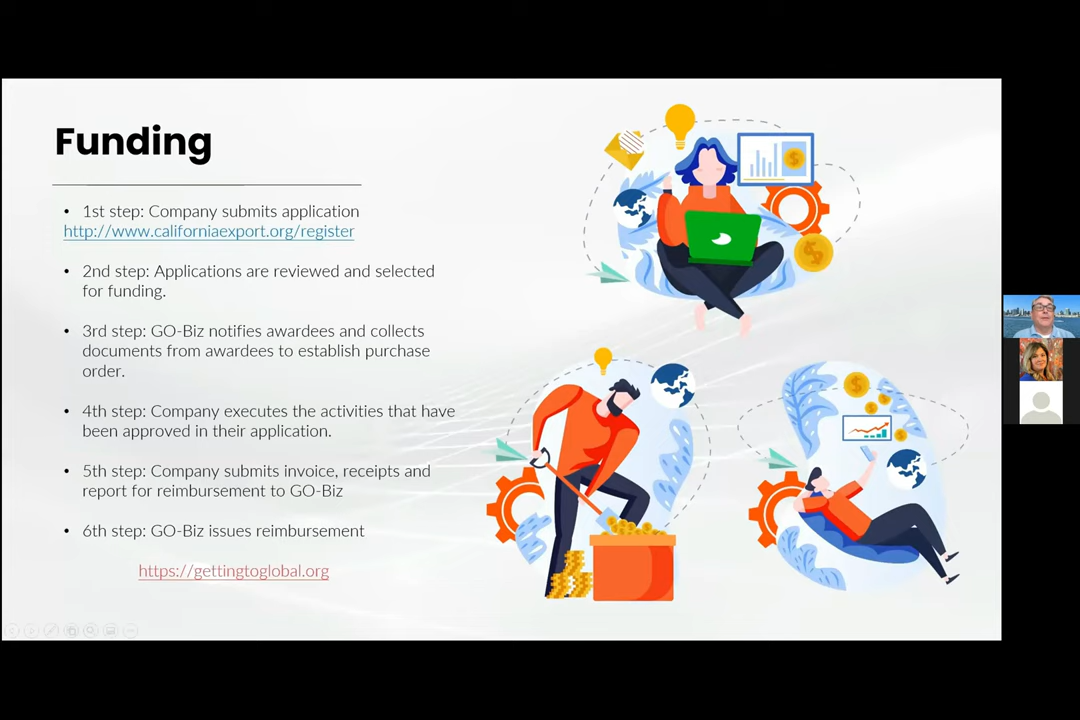 Funding
• 1st step: Company submits application
http://www.californiaexport.org/register
• 2nd step: Applications are reviewed and selected
for funding.
• 3rd step: GO-Biz notifies awardees and collects
documents from awardees to establish purchase
order.
• 4th step: Company executes the activities that have
been approved in their application.
• 5th step: Company submits invoice, receipts and
report for reimbursement to GO-Biz
• 6th step: GO-Biz issues reimbursement
https://gettingtoglobal.org